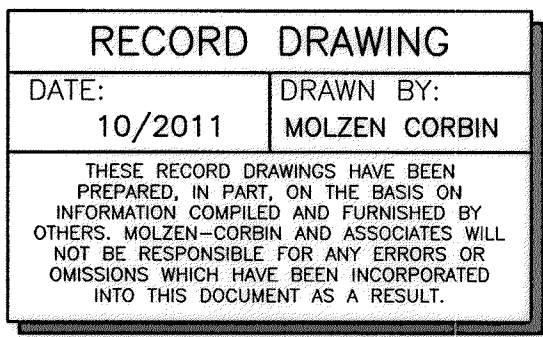 RECORD DRAWING
DATE:
10/2011
DRAWN BY:
MOLZEN CORBIN
THESE RECORD DRAWINGS HAVE BEEN
PREPARED, IN PART, ON THE BASIS ON
INFORMATION COMPILED AND FURNISHED BY
OTHERS. MOLZEN-CORBIN AND ASSOCIATES WILL
NOT BE RESPONSIBLE FOR ANY ERRORS OR
OMISSIONS WHICH HAVE BEEN INCORPORATED
INTO THIS DOCUMENT AS A RESULT.